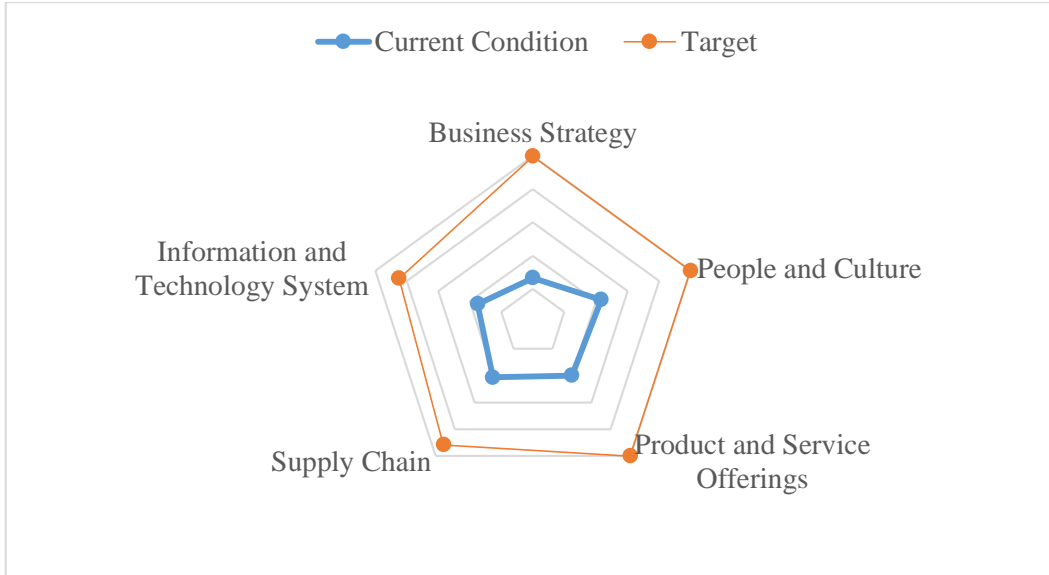 Current Condition
Target
Business Strategy
Information and
Technology System
People and Culture
Supply Chain
Product and Service
Offerings